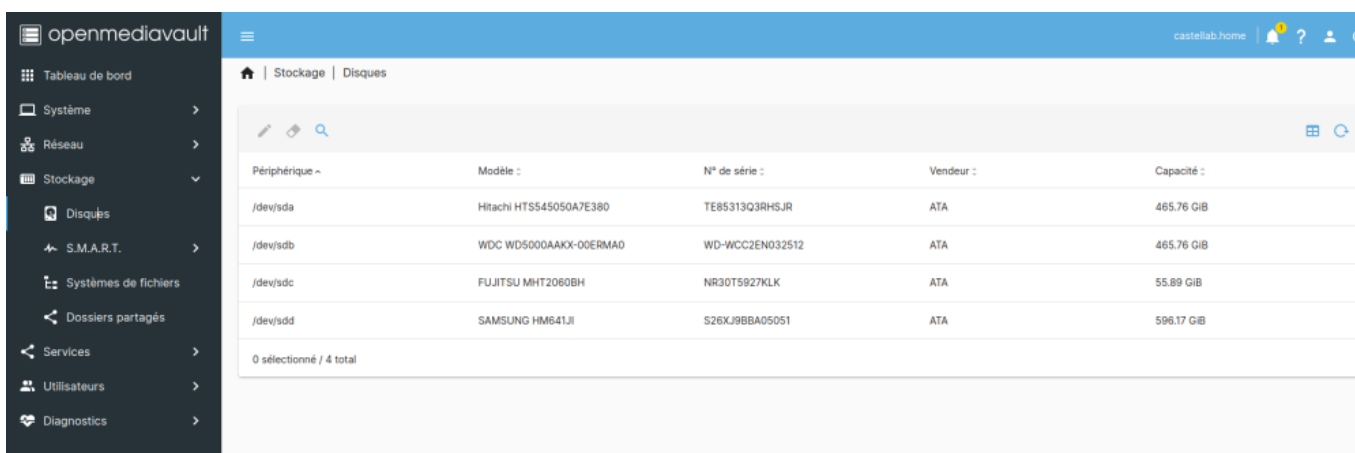 openmediavault
castellab.home 1 ?
Tableau de bord
Stockage | Disques
Système
Réseau
Stockage
Disques
S.M.A.R.T.
Systèmes de fichiers
Dossiers partagés
Services
Utilisateurs
Diagnostics
Périphérique Modèle N° de série Vendeur Capacité
/dev/sda Hitachi HTS545050A7E380 TE85313Q3RHSJR ATA 465.76 GiB
/dev/sdb WDC WD5000AAKX-00ERMA0 WD-WCC2EN032512 ATA 465.76 GiB
/dev/sdc FUJITSU MHT2060BH NR30T5927KLK ATA 55.89 GiB
/dev/sdd SAMSUNG HM641JI S26XJ9BBA05051 ATA 596.17 GiB
0 sélectionné / 4 total